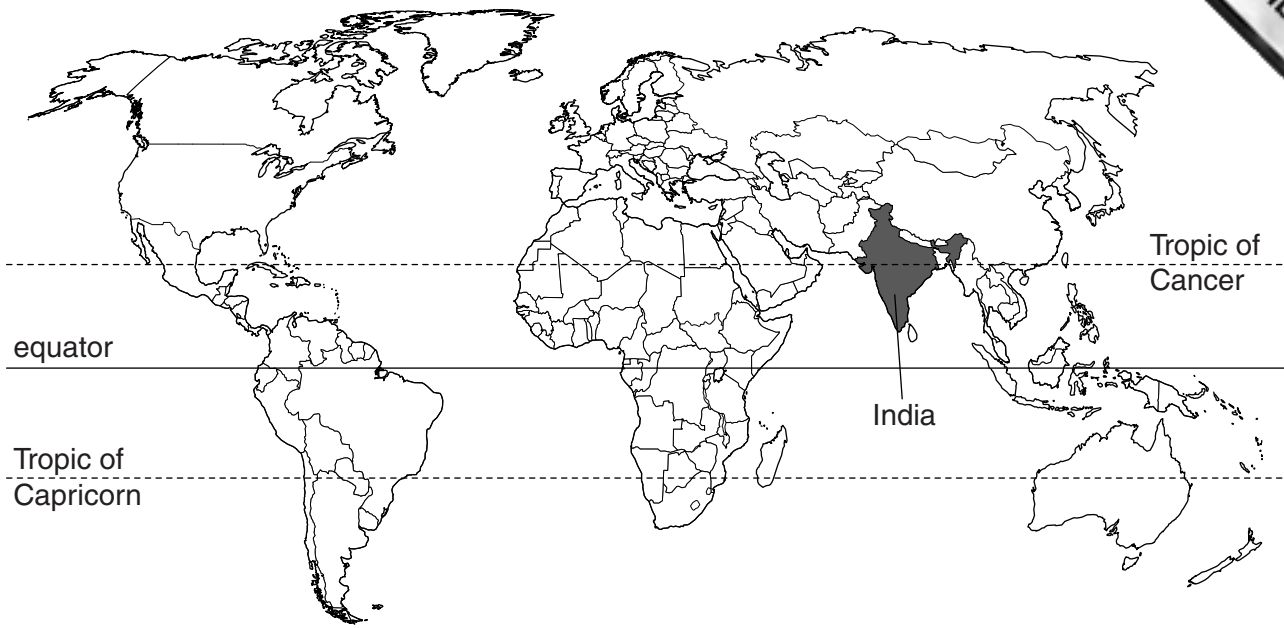 Tropic of
Cancer
equator
India
Tropic of
Capricorn